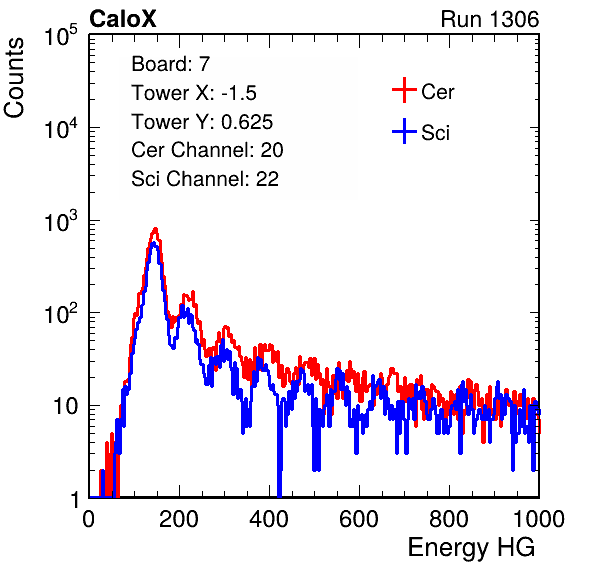 CaloX Run 1306
Counts
Board: 7
Tower X: -1.5
Tower Y: 0.625
Cer Channel: 20
Sci Channel: 22
Cer
Sci
10^5
10^4
10^3
10^2
10
1
0 200 400 600 800 1000
Energy HG